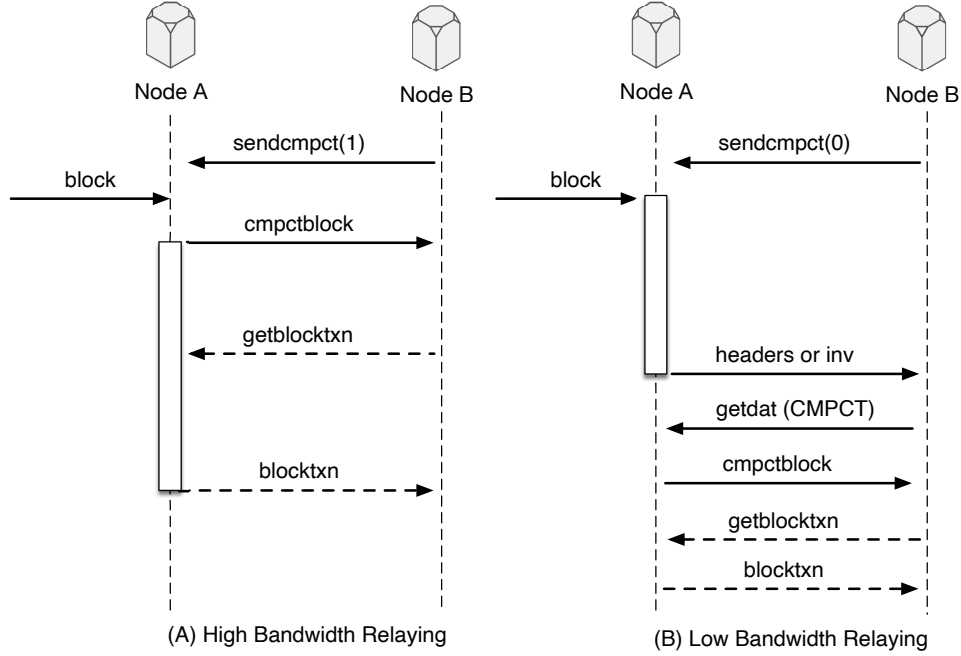 Node A
Node B
sendcmpct(1)
block
cmpctblock
getblocktxn
blocktxn
(A) High Bandwidth Relaying
Node A
Node B
sendcmpct(0)
block
headers or inv
getdat (CMPCT)
cmpctblock
getblocktxn
blocktxn
(B) Low Bandwidth Relaying